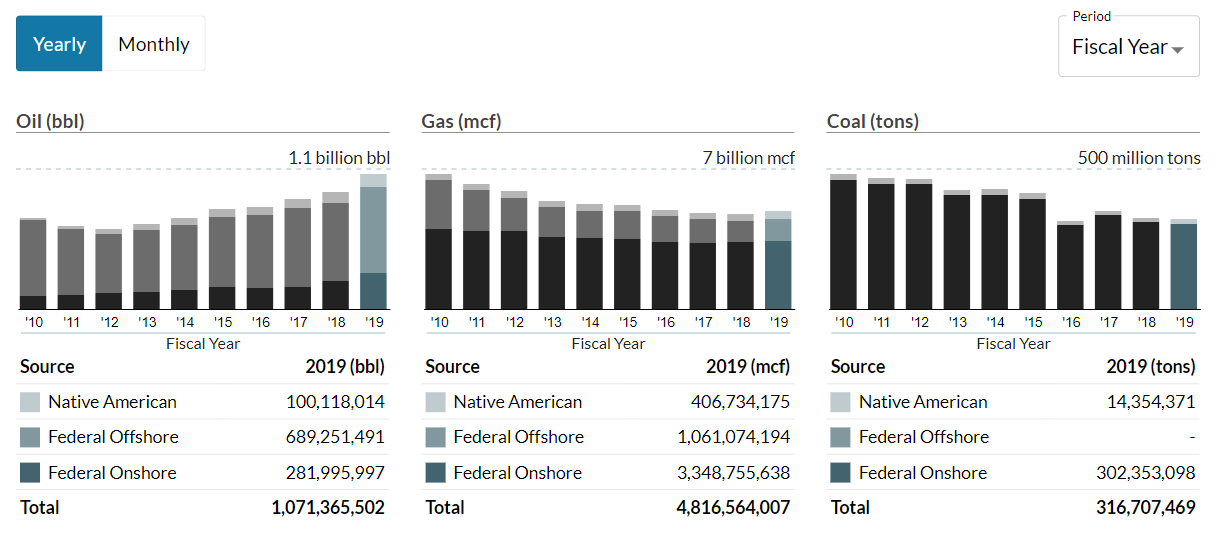 Yearly Monthly
Period
Fiscal Year
Oil (bbl)
1.1 billion bbl
'10 '11 '12 '13 '14 '15 '16 '17 '18 '19
Fiscal Year
Source 2019 (bbl)
Native American 100,118,014
Federal Offshore 689,251,491
Federal Onshore 281,995,997
Total 1,071,365,502
Gas (mcf)
7 billion mcf
'10 '11 '12 '13 '14 '15 '16 '17 '18 '19
Fiscal Year
Source 2019 (mcf)
Native American 406,734,175
Federal Offshore 1,061,074,194
Federal Onshore 3,348,755,638
Total 4,816,564,007
Coal (tons)
500 million tons
'10 '11 '12 '13 '14 '15 '16 '17 '18 '19
Fiscal Year
Source 2019 (tons)
Native American 14,354,371
Federal Offshore -
Federal Onshore 302,353,098
Total 316,707,469